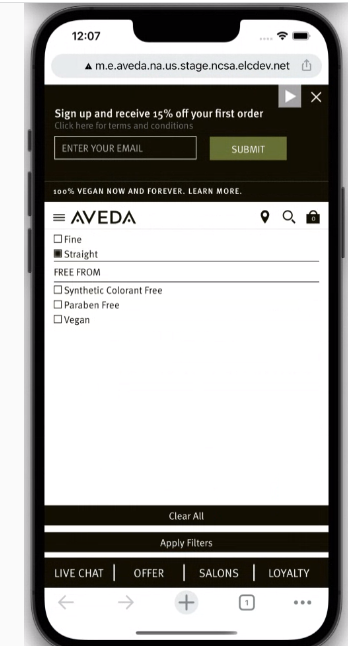 12:07
m.e.aveda.na.us.stage.ncsa.elcdev.net
Sign up and receive 15% off your first order
Click here for terms and conditions
ENTER YOUR EMAIL
SUBMIT
100% VEGAN NOW AND FOREVER. LEARN MORE.
AVEDA
0
Fine
Straight
FREE FROM
Synthetic Colorant Free
Paraben Free
Vegan
Clear All
Apply Filters
LIVE CHAT | OFFER | SALONS | LOYALTY
1